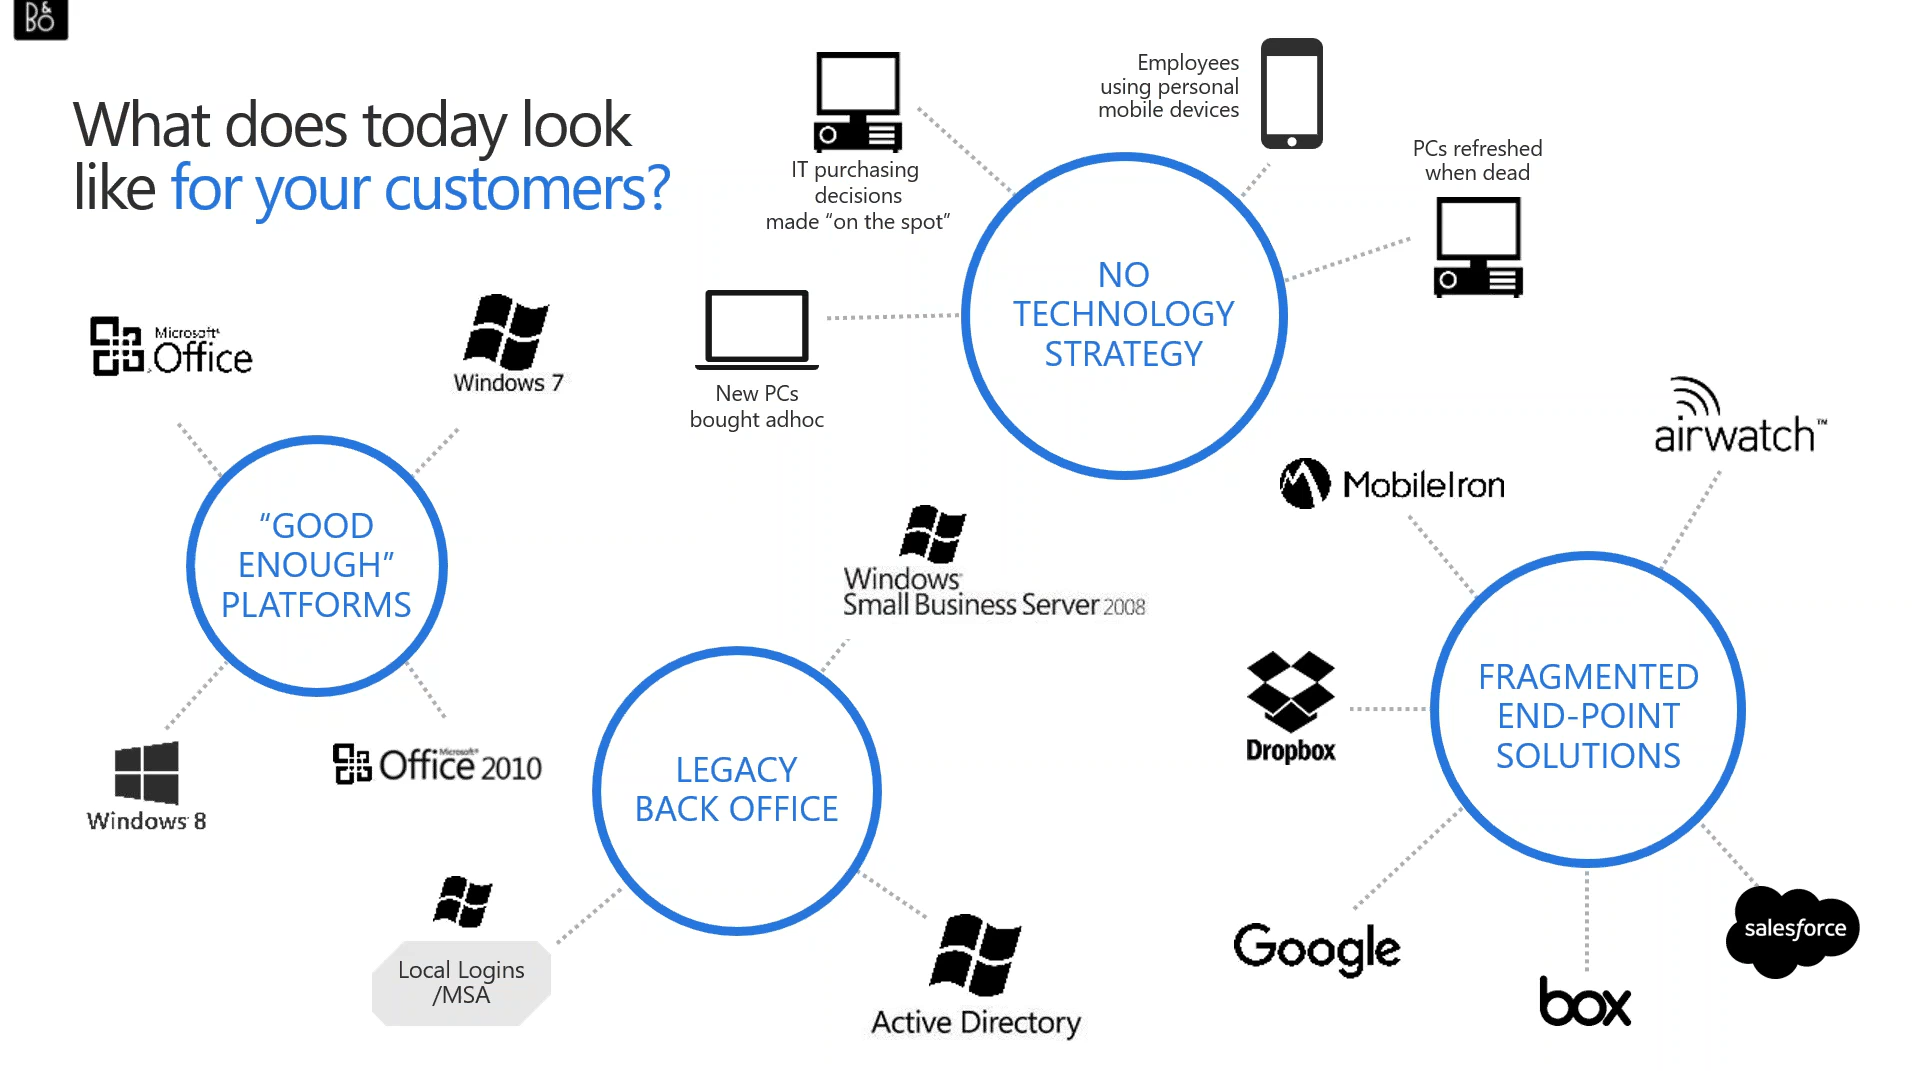 B&O
What does today look
like for your customers?
IT purchasing
decisions
made “on the spot”
Employees
using personal
mobile devices
PCs refreshed
when dead
New PCs
bought adhoc
NO
TECHNOLOGY
STRATEGY
Microsoft®
Office
Windows 7
“GOOD
ENOUGH”
PLATFORMS
Windows 8
Microsoft®
Office 2010
Windows
Small Business Server 2008
LEGACY
BACK OFFICE
Local Logins
/MSA
Active Directory
airwatch™
MobileIron
Dropbox
FRAGMENTED
END-POINT
SOLUTIONS
Google
box
salesforce